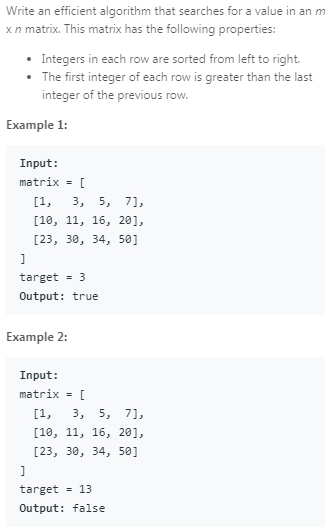 Write an efficient algorithm that searches for a value in an m
x n matrix. This matrix has the following properties:
• Integers in each row are sorted from left to right.
• The first integer of each row is greater than the last
integer of the previous row.
Example 1:
Input:
matrix = [
[1,   3,  5,  7],
[10, 11, 16, 20],
[23, 30, 34, 50]
]
target = 3
Output: true
Example 2:
Input:
matrix = [
[1,   3,  5,  7],
[10, 11, 16, 20],
[23, 30, 34, 50]
]
target = 13
Output: false